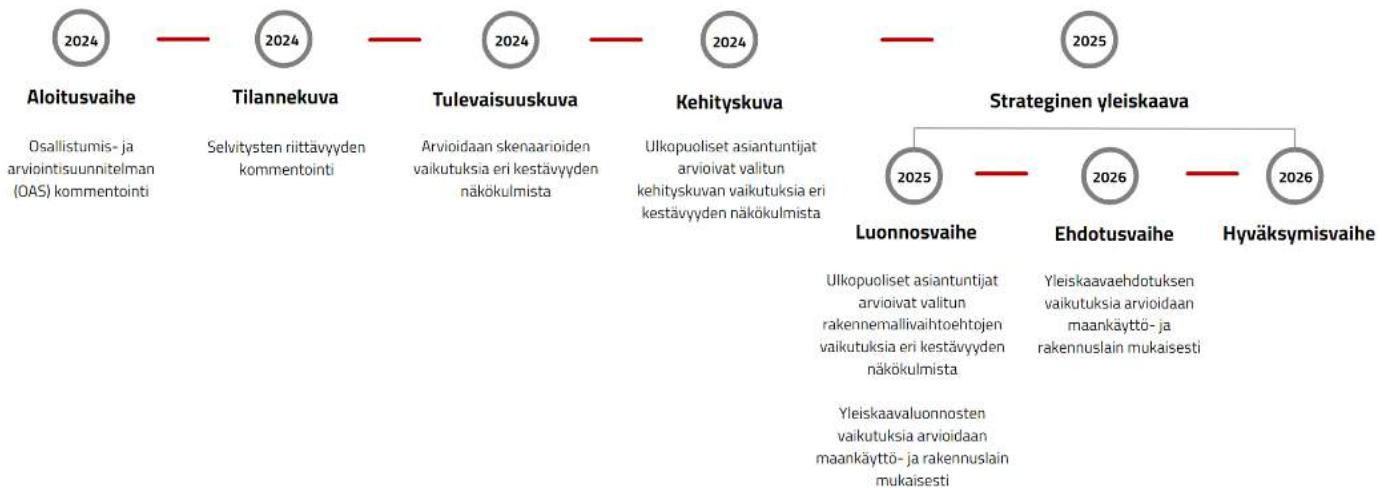 2024
Aloitusvaihe
Osallistumis- ja
arviointisuunnitelman
(OAS) kommentointi
2024
Tilannekuva
Selvitysten riittävyyden
kommentointi
2024
Tulevaisuuskuva
Arvioidaan skenaarioiden
vaikutuksia eri kestävyyden
näkökulmista
2024
Kehityskuva
Ulkopuoliset asiantuntijat
arvioivat valitun
kehityskuvan vaikutuksia eri
kestävyyden näkökulmista
2025
Strateginen yleiskaava
2025
Luonnosvaihe
Ulkopuoliset asiantuntijat
arvioivat valitun
rakennemallivaihtoehtojen
vaikutuksia eri kestävyyden
näkökulmista
Yleiskaavaluonnosten
vaikutuksia arvioidaan
maankäyttö- ja rakennuslain
mukaisesti
2026
Ehdotusvaihe
Yleiskaavaehdotuksen
vaikutuksia arvioidaan
maankäyttö- ja
rakennuslain mukaisesti
2026
Hyväksymisvaihe